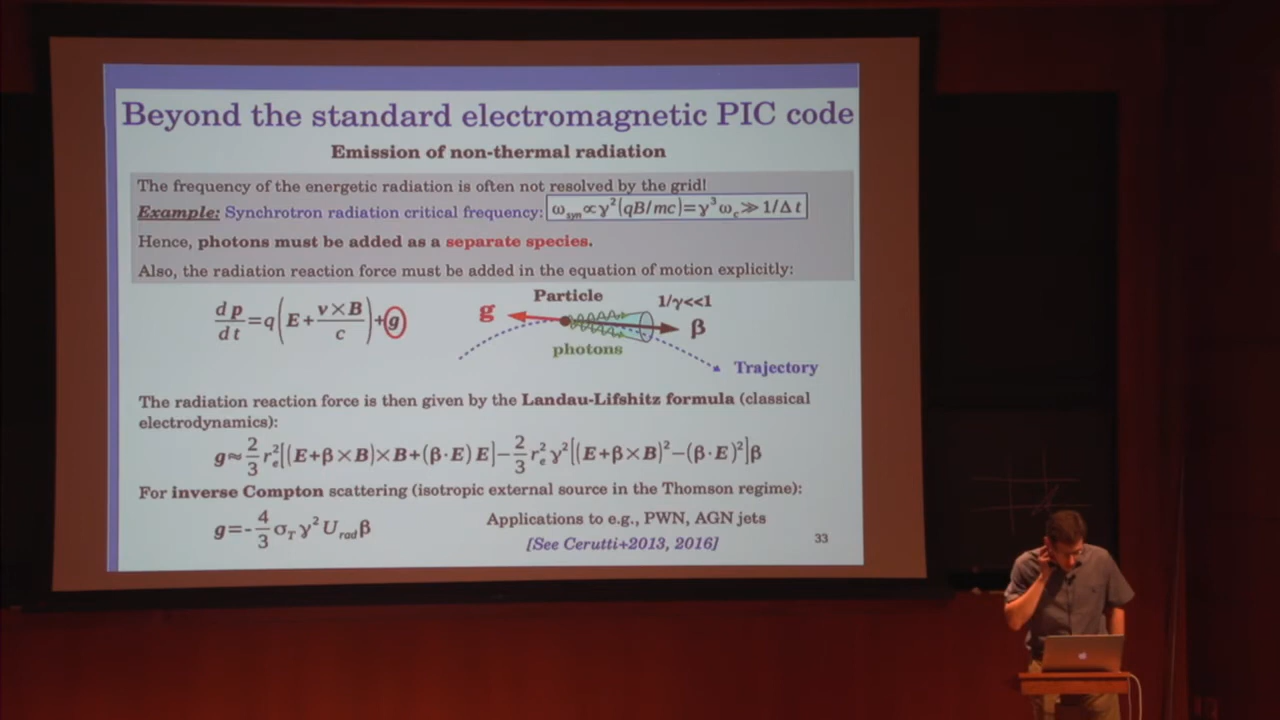 Beyond the standard electromagnetic PIC code
Emission of non-thermal radiation
The frequency of the energetic radiation is often not resolved by the grid!
Example: Synchrotron radiation critical frequency: ω_syn ∝ γ²(qB/mc)=γ³ω_c ≫ 1/Δt
Hence, photons must be added as a separate species.
Also, the radiation reaction force must be added in the equation of motion explicitly:
dp/dt = q(E + v×B/c) + g
Particle
1/γ<<1
g
β
photons
Trajectory
The radiation reaction force is then given by the Landau-Lifshitz formula (classical
electrodynamics):
g≈ 2/3 r_e²[(E+β×B)×B+(β·E)E] − 2/3 r_e²γ²[(E+β×B)²−(β·E)²]β
For inverse Compton scattering (isotropic external source in the Thomson regime):
g=- 4/3 σ_T γ² U_rad β
Applications to e.g., PWN, AGN jets
[See Cerutti+2013, 2016]
33